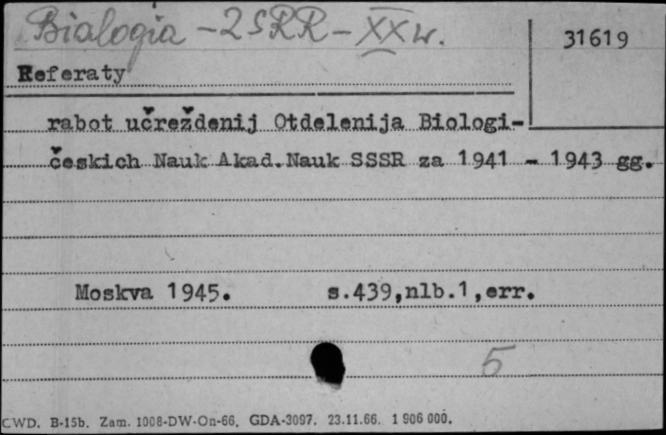 Biologia - ZSRR - XX w.
31619
Referaty
rabot učreždenij Otdelenija Biologi-
českich Nauk Akad.Nauk SSSR za 1941 - 1943 gg.
Moskva 1945. s.439,nlb.1,err.
5
CWD. B-15b. Zam. 1008-DW-On-66. GDA-3097. 23.11.66. 1 906 000.